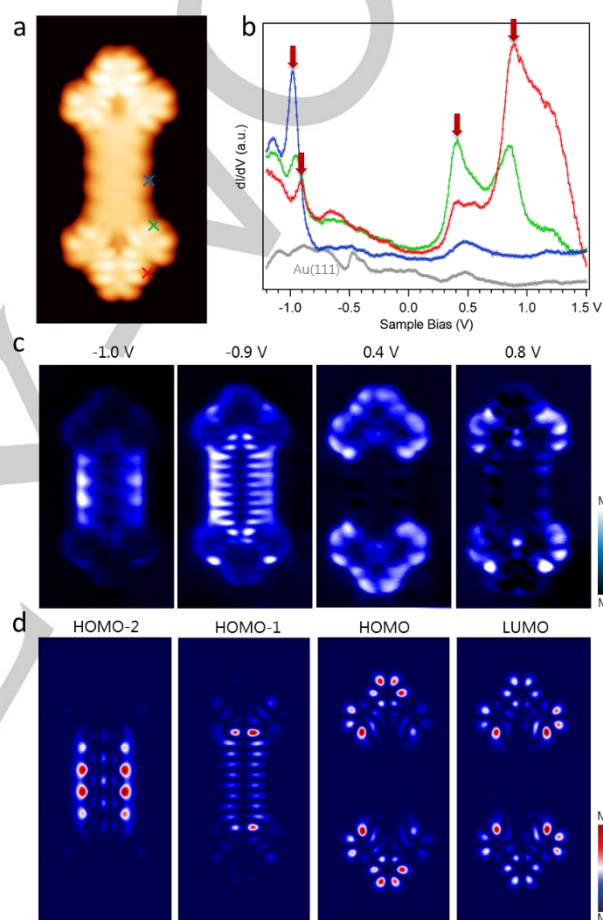 a
b
dI/dV (a.u.)
Au(111)
-1.0 -0.5 0.0 0.5 1.0 1.5 V
Sample Bias (V)
c
-1.0 V -0.9 V 0.4 V 0.8 V
d
HOMO-2 HOMO-1 HOMO LUMO